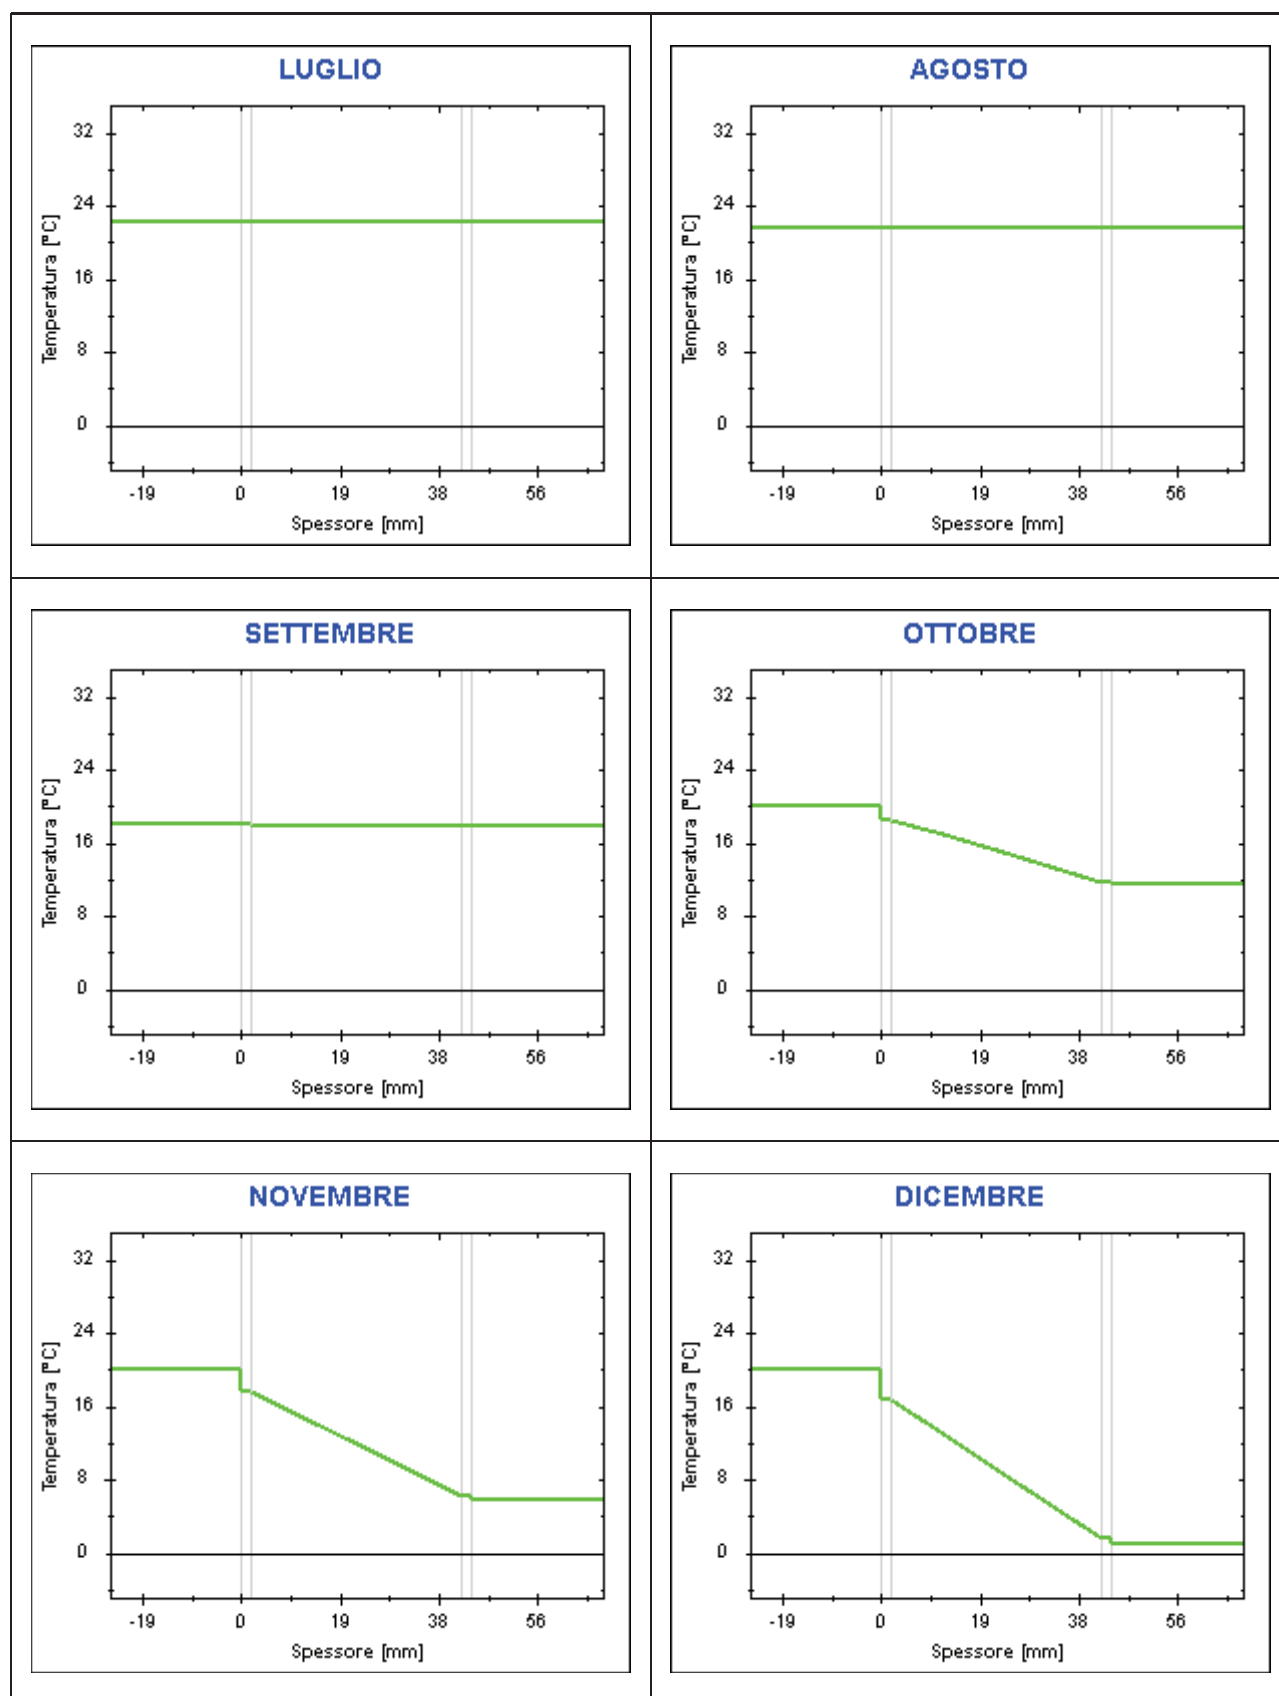 LUGLIO
32
24
16
8
0
Temperatura [°C]
-19 0 19 38 56
Spessore [mm]
AGOSTO
32
24
16
8
0
Temperatura [°C]
-19 0 19 38 56
Spessore [mm]
SETTEMBRE
32
24
16
8
0
Temperatura [°C]
-19 0 19 38 56
Spessore [mm]
OTTOBRE
32
24
16
8
0
Temperatura [°C]
-19 0 19 38 56
Spessore [mm]
NOVEMBRE
32
24
16
8
0
Temperatura [°C]
-19 0 19 38 56
Spessore [mm]
DICEMBRE
32
24
16
8
0
Temperatura [°C]
-19 0 19 38 56
Spessore [mm]